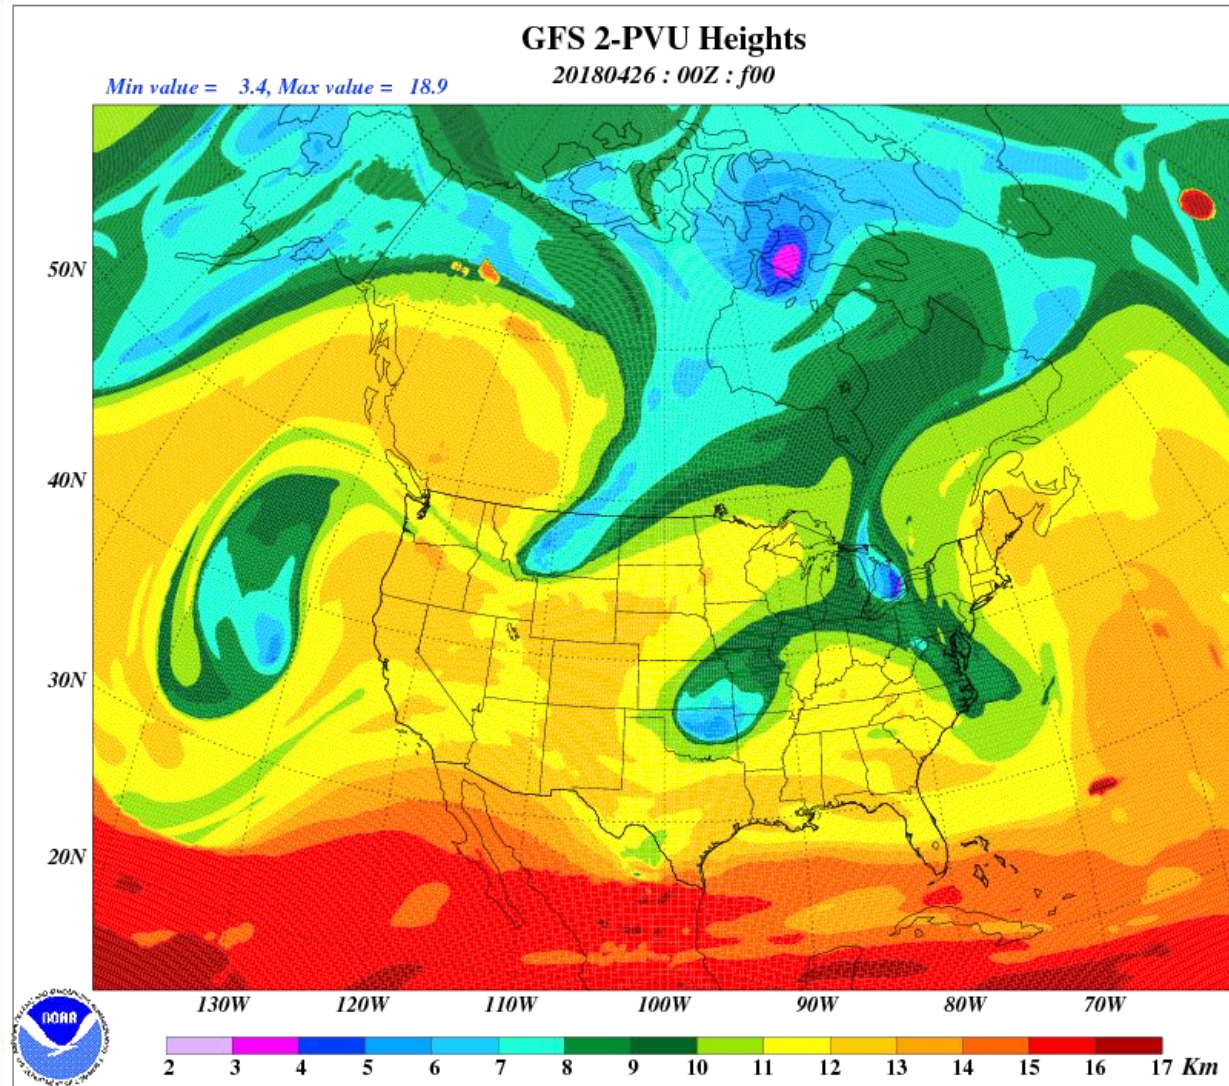 GFS 2-PVU Heights
20180426 : 00Z : f00
Min value = 3.4, Max value = 18.9
50N
40N
30N
20N
130W 120W 110W 100W 90W 80W 70W
NOAA
2 3 4 5 6 7 8 9 10 11 12 13 14 15 16 17 Km